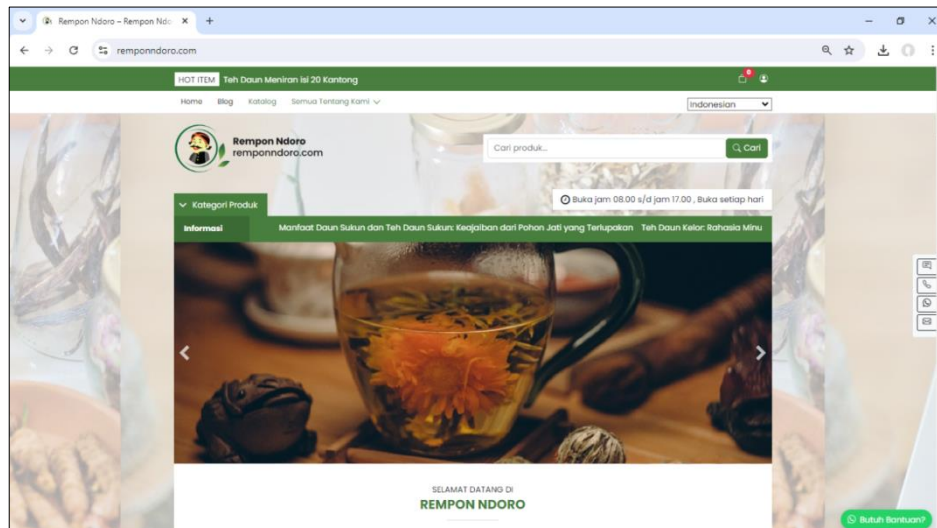 Rempon Ndoro – Rempon Ndo
remponndoro.com
HOT ITEM Teh Daun Meniran isi 20 Kantong
0
Home Blog Katalog Semua Tentang Kami
Indonesian
Rempon Ndoro
remponndoro.com
Cari produk...
Cari
Kategori Produk
Buka jam 08.00 s/d jam 17.00 , Buka setiap hari
Informasi
Manfaat Daun Sukun dan Teh Daun Sukun: Keajaiban dari Pohon Jati yang Terlupakan Teh Daun Kelor: Rahasia Minu
SELAMAT DATANG DI
REMPON NDORO
Butuh Bantuan?